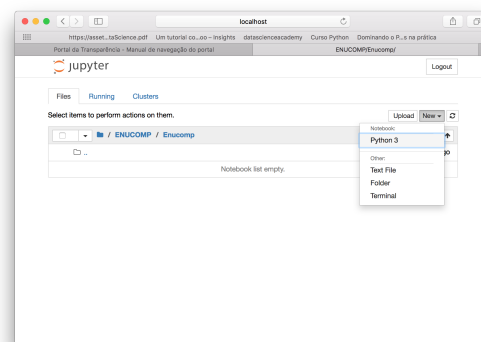 localhost
https://asset...taScience.pdf Um tutorial co...oo – Insights datascienceacademy Curso Python Dominando o P...s na prática
Portal da Transparência - Manual de navegação do portal ENUCOMP/Enucomp/
jupyter Logout
Files Running Clusters
Select items to perform actions on them. Upload New
Notebook:
/ ENUCOMP / Enucomp Python 3
..
Other:
Notebook list empty. Text File
Folder
Terminal